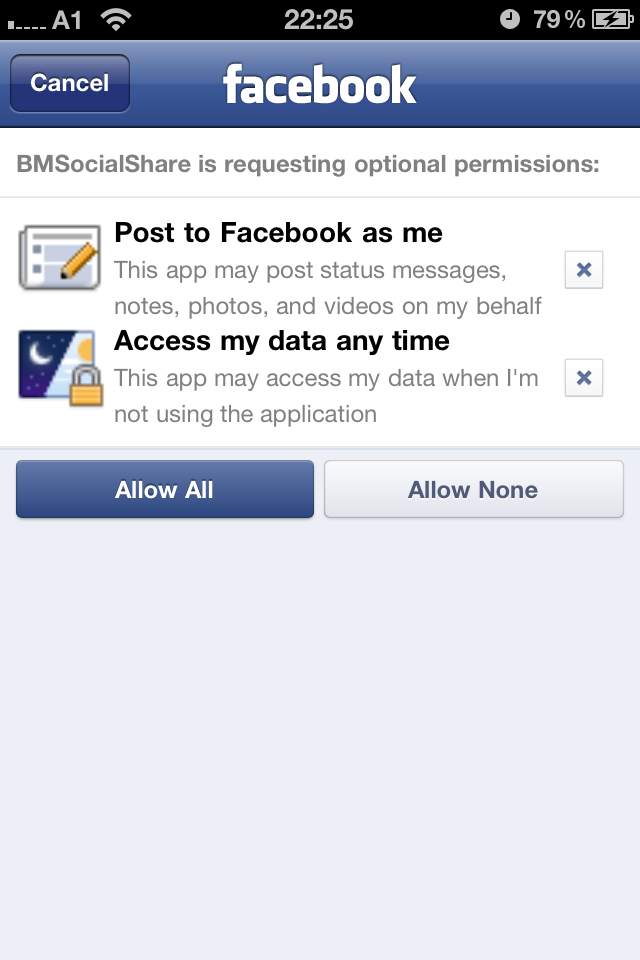 A1 22:25 79%
Cancel facebook
BMSocialShare is requesting optional permissions:
Post to Facebook as me
This app may post status messages,
notes, photos, and videos on my behalf
Access my data any time
This app may access my data when I'm
not using the application
Allow All Allow None